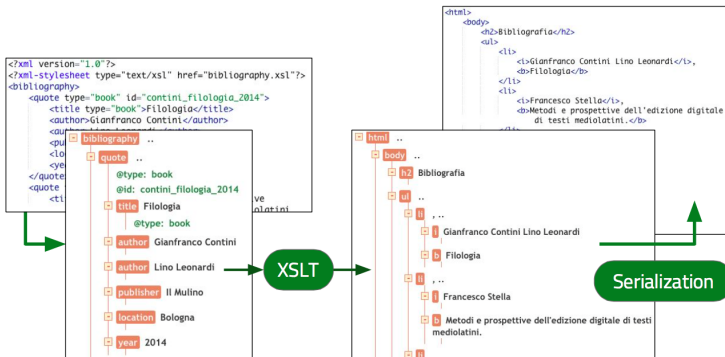 <?xml version="1.0"?>
<?xml-stylesheet type="text/xsl" href="bibliography.xsl"?>
<bibliography>
<quote type="book" id="contini_filologia_2014">
<title type="book">Filologia</title>
<author>Gianfranco Contini</author>
</quote>
<quote
bibliography ..
quote ..
@type: book
@id: contini_filologia_2014
title Filologia
@type: book
author Gianfranco Contini
author Lino Leonardi
publisher Il Mulino
location Bologna
year 2014
XSLT
<html>
<body>
<h2>Bibliografia</h2>
<ul>
<li>
<i>Gianfranco Contini Lino Leonardi</i>,
<b>Filologia</b>
</li>
<li>
<i>Francesco Stella</i>,
<b>Metodi e prospettive dell'edizione digitale
di testi mediolatini.</b>
</li>
html ..
body ..
h2 Bibliografia
ul ..
li , ..
i Gianfranco Contini Lino Leonardi
b Filologia
li , ..
i Francesco Stella
b Metodi e prospettive dell'edizione digitale di testi
mediolatini.
li
Serialization